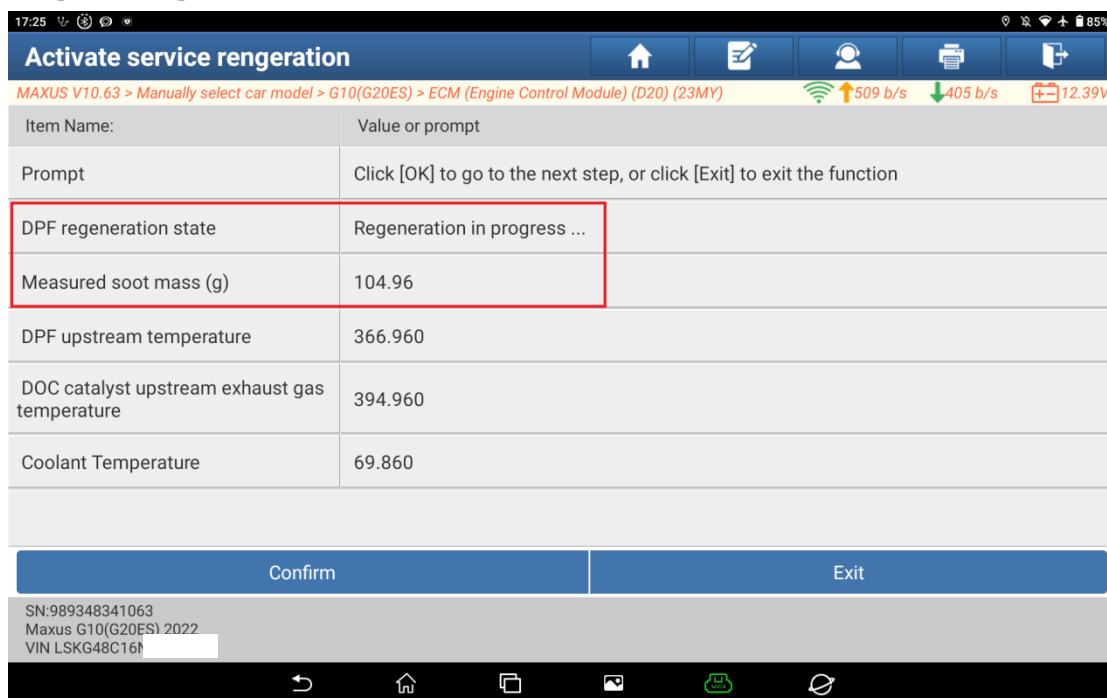 17:25 85%
Activate service rengeration
MAXUS V10.63 > Manually select car model > G10(G20ES) > ECM (Engine Control Module) (D20) (23MY) 509 b/s 405 b/s 12.39V
Item Name: Value or prompt
Prompt Click [OK] to go to the next step, or click [Exit] to exit the function
DPF regeneration state Regeneration in progress ...
Measured soot mass (g) 104.96
DPF upstream temperature 366.960
DOC catalyst upstream exhaust gas
temperature 394.960
Coolant Temperature 69.860
Confirm Exit
SN:989348341063
Maxus G10(G20ES) 2022
VIN LSKG48C16
VCI